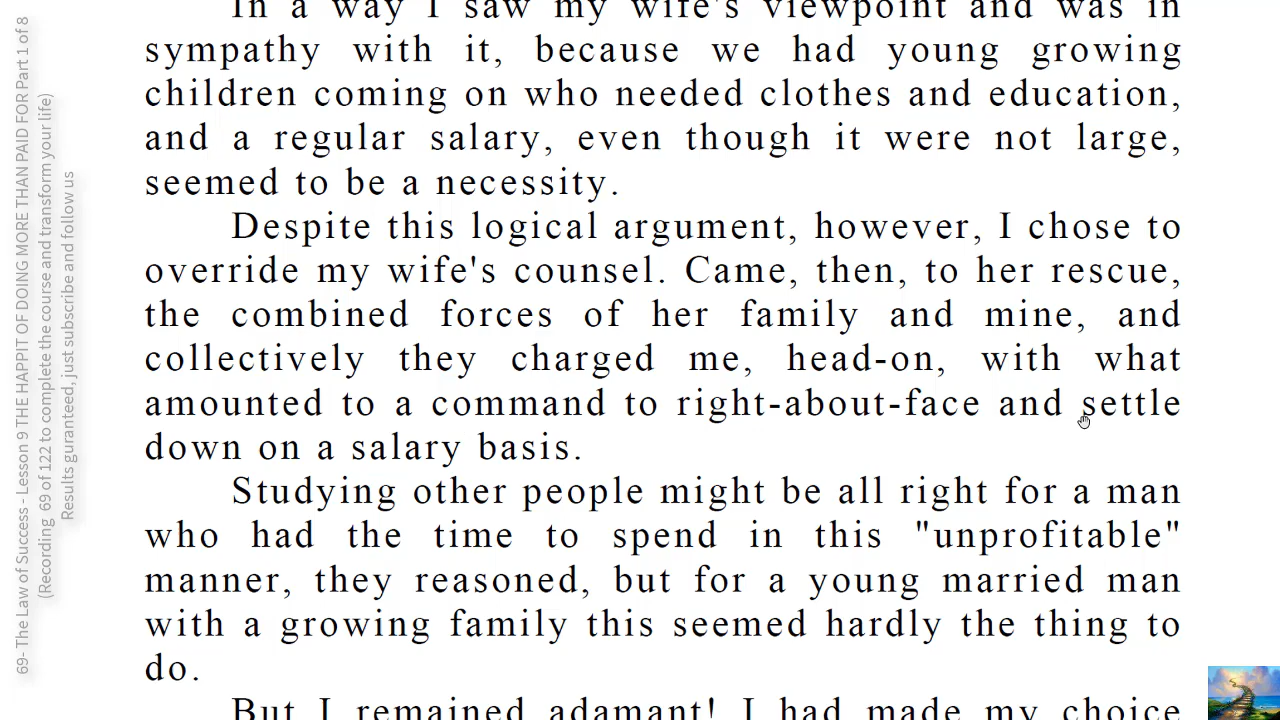 69- The Law of Success - Lesson 9 THE HAPPIT OF DOING MORE THAN PAID FOR Part 1 of 8
(Recording 69 of 122 to complete the course and transform your life)
Results guranteed, just subscribe and follow us
In a way I saw my wife's viewpoint and was in
sympathy with it, because we had young growing
children coming on who needed clothes and education,
and a regular salary, even though it were not large,
seemed to be a necessity.
Despite this logical argument, however, I chose to
override my wife's counsel. Came, then, to her rescue,
the combined forces of her family and mine, and
collectively they charged me, head-on, with what
amounted to a command to right-about-face and settle
down on a salary basis.
Studying other people might be all right for a man
who had the time to spend in this "unprofitable"
manner, they reasoned, but for a young married man
with a growing family this seemed hardly the thing to
do.
But I remained adamant! I had made my choice